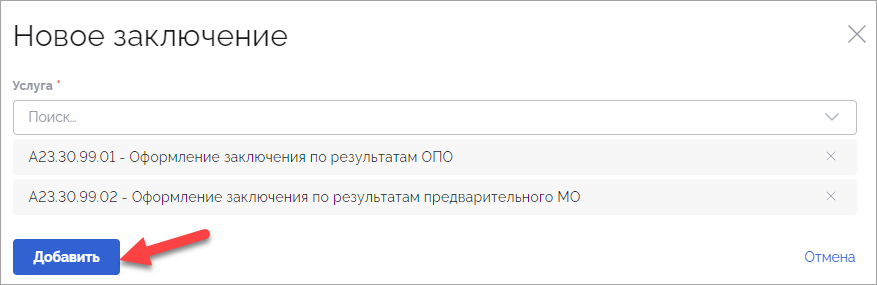 Новое заключение
Услуга *
Поиск...
A23.30.99.01 - Оформление заключения по результатам ОПО
A23.30.99.02 - Оформление заключения по результатам предварительного МО
Добавить
Отмена